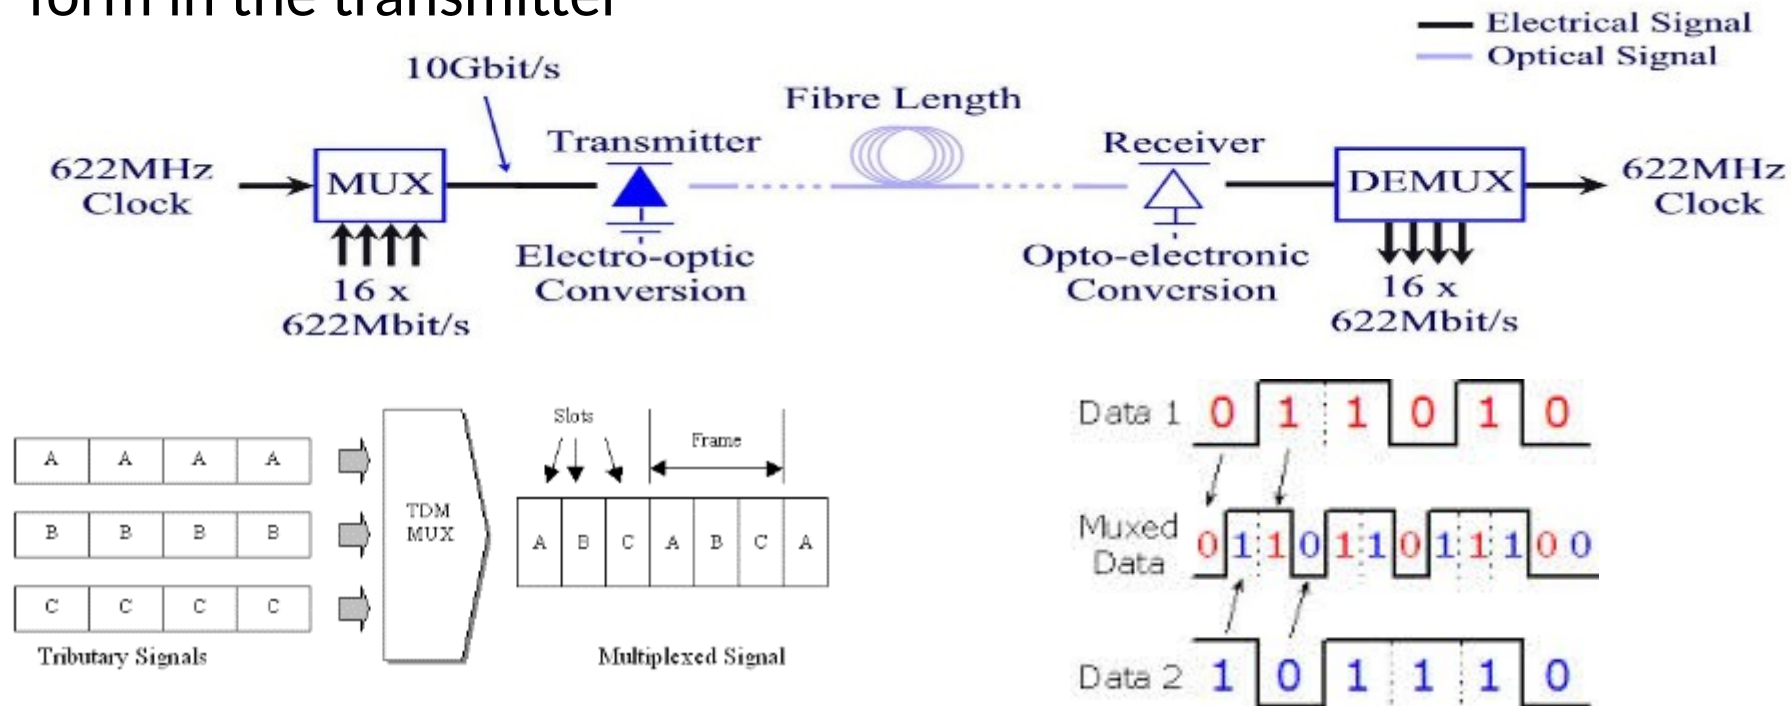 form in the transmitter
Electrical Signal
Optical Signal
10Gbit/s
Fibre Length
Transmitter
Receiver
622MHz
Clock
MUX
DEMUX
622MHz
Clock
Electro-optic
Conversion
Opto-electronic
Conversion
16 x
622Mbit/s
16 x
622Mbit/s
A A A A
B B B B
C C C C
Tributary Signals
TDM
MUX
Slots
Frame
A B C A B C A
Multiplexed Signal
Data 1 0 1 1 0 1 0
Muxed
Data
0 1 1 0 1 1 0 1 1 1 0 0
Data 2 1 0 1 1 1 0